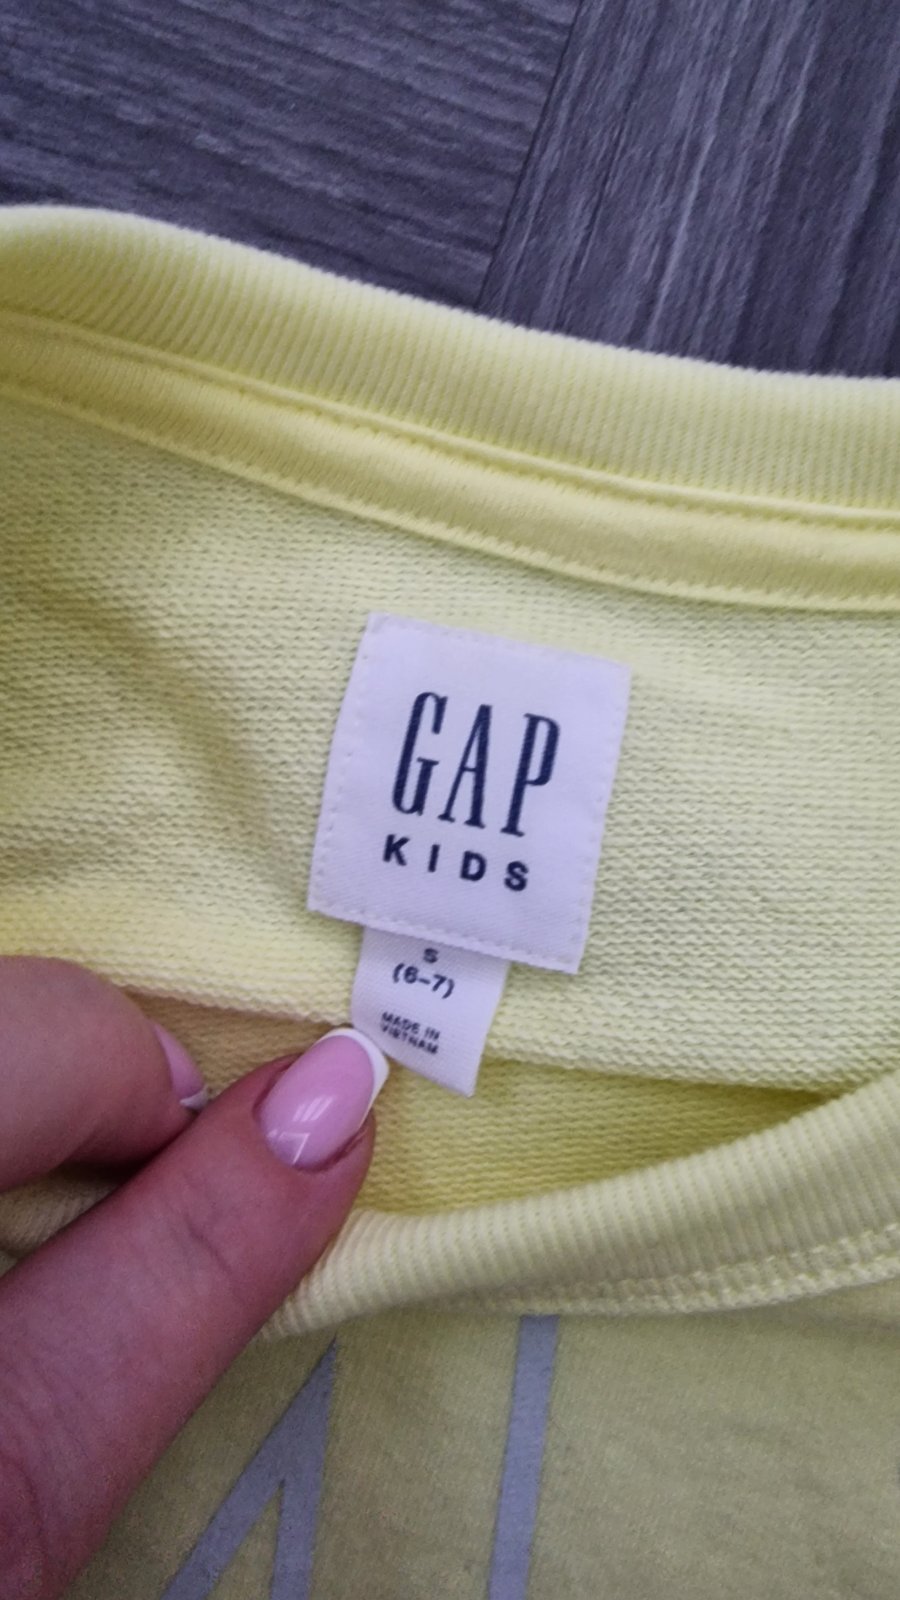 GAP
KIDS
S
(6-7)
MADE IN
VIETNAM